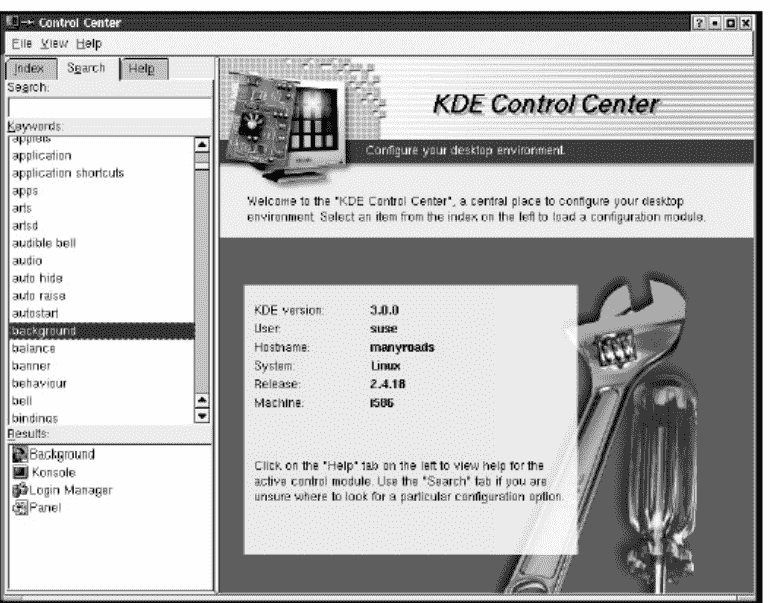 Control Center
File View Help
Index Search Help
Search:
Keywords:
applets
application
application shortcuts
apps
arts
artsd
audible bell
audio
auto hide
auto raise
autostart
background
balance
banner
behaviour
bell
bindings
Results:
Background
Konsole
Login Manager
Panel
KDE Control Center
Configure your desktop environment.
Welcome to the "KDE Control Center", a central place to configure your desktop
environment. Select an item from the index on the left to load a configuration module.
KDE version: 3.0.0
User: suse
Hostname: manyroads
System: Linux
Release: 2.4.18
Machine: i586
Click on the "Help" tab on the left to view help for the
active control module. Use the "Search" tab if you are
unsure where to look for a particular configuration option.